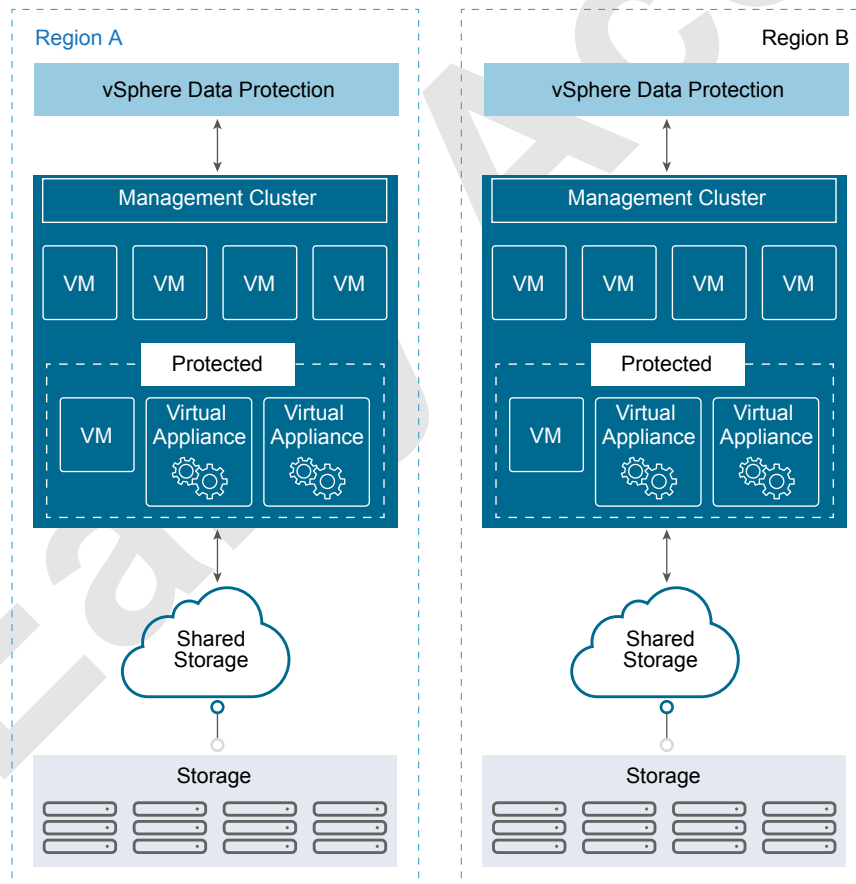 Region A
vSphere Data Protection
Management Cluster
VM
VM
VM
VM
Protected
VM
Virtual
Appliance
Virtual
Appliance
Shared
Storage
Storage
Region B
vSphere Data Protection
Management Cluster
VM
VM
VM
VM
Protected
VM
Virtual
Appliance
Virtual
Appliance
Shared
Storage
Storage